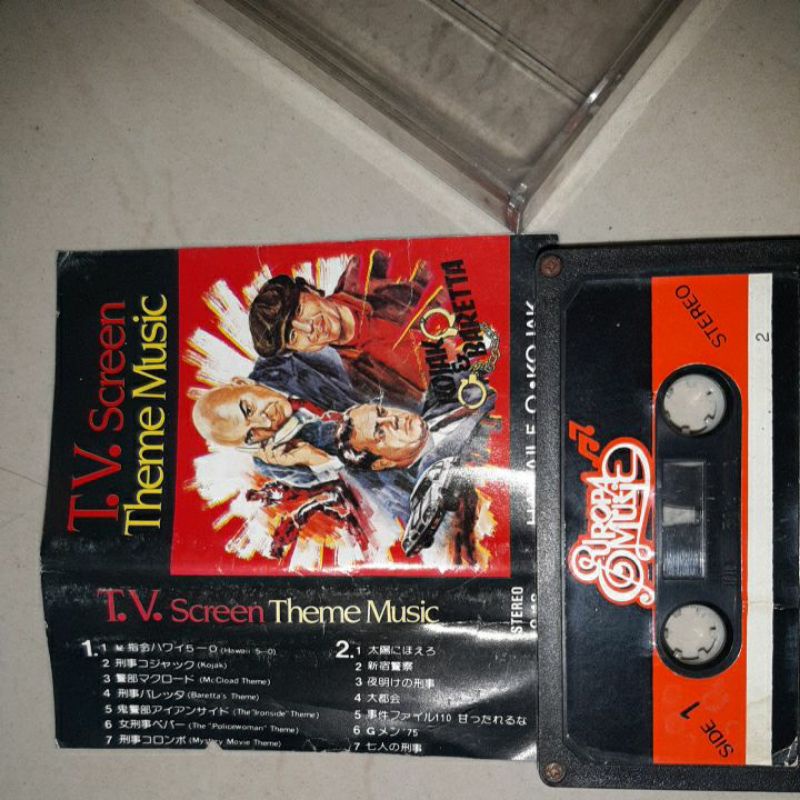 T.V. Screen
Theme Music
KOJAK
&
BARETTA
T.V. Screen Theme Music
STEREO
1. 1 指令ハワイ5-0 (Hawaii 5-0)
2 刑事コジャック (Kojak)
3 警部マクロード (McCloud Theme)
4 刑事バレッタ (Baretta's Theme)
5 鬼警部アイアンサイド (The "Ironside" Theme)
6 女刑事ペパー (The "Policewoman" Theme)
7 刑事コロンボ (Mystery Movie Theme)
2. 1 太陽にほえろ
2 新宿警察
3 夜明けの刑事
4 大都会
5 事件ファイル110 甘ったれるな
6 Gメン'75
7 七人の刑事
KOJAK
STEREO
2
EUROPA
MUSIC
SIDE 1